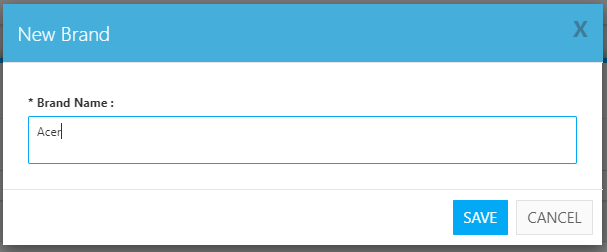 New Brand
X
* Brand Name :
Acer
SAVE
CANCEL